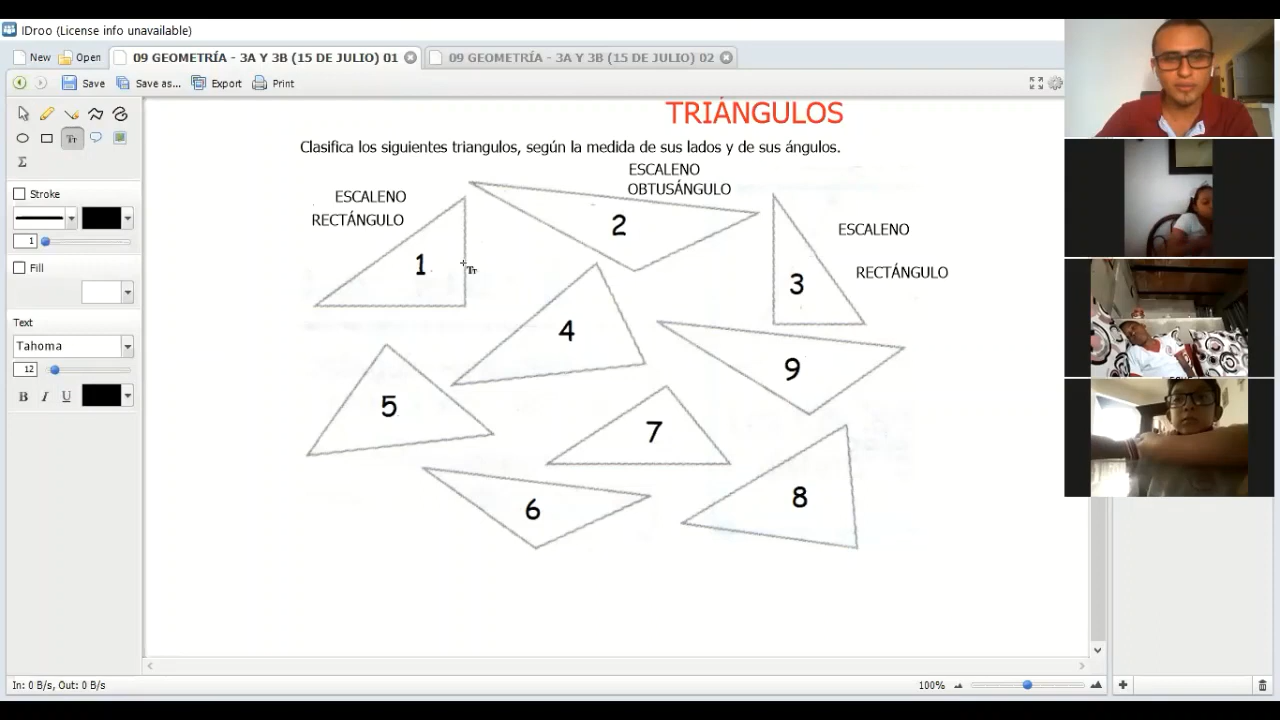 IDroo (License info unavailable)
New Open 09 GEOMETRÍA - 3A Y 3B (15 DE JULIO) 01 09 GEOMETRÍA - 3A Y 3B (15 DE JULIO) 02
Save Save as... Export Print
TRIÁNGULOS
Clasifica los siguientes triangulos, según la medida de sus lados y de sus ángulos.
ESCALENO
OBTUSÁNGULO
ESCALENO
RECTÁNGULO
ESCALENO
RECTÁNGULO
1
2
3
4
9
5
7
8
6
Tт
Σ
Stroke
1
Fill
Text
Tahoma
12
B I U
In: 0 B/s, Out: 0 B/s
100%